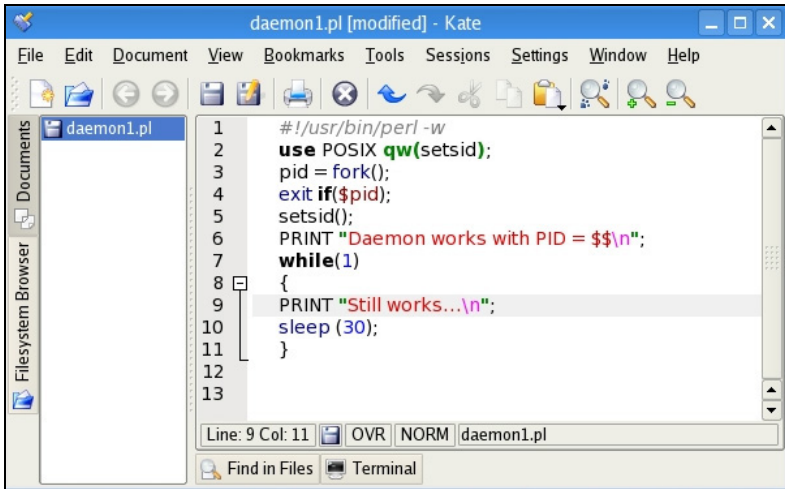 daemon1.pl [modified] - Kate
File Edit Document View Bookmarks Tools Sessions Settings Window Help
Documents
Filesystem Browser
daemon1.pl
1 #!/usr/bin/perl -w
2 use POSIX qw(setsid);
3 pid = fork();
4 exit if($pid);
5 setsid();
6 PRINT "Daemon works with PID = $$\n";
7 while(1)
8 {
9 PRINT "Still works...\n";
10 sleep (30);
11 }
12
13
Line: 9 Col: 11 OVR NORM daemon1.pl
Find in Files Terminal